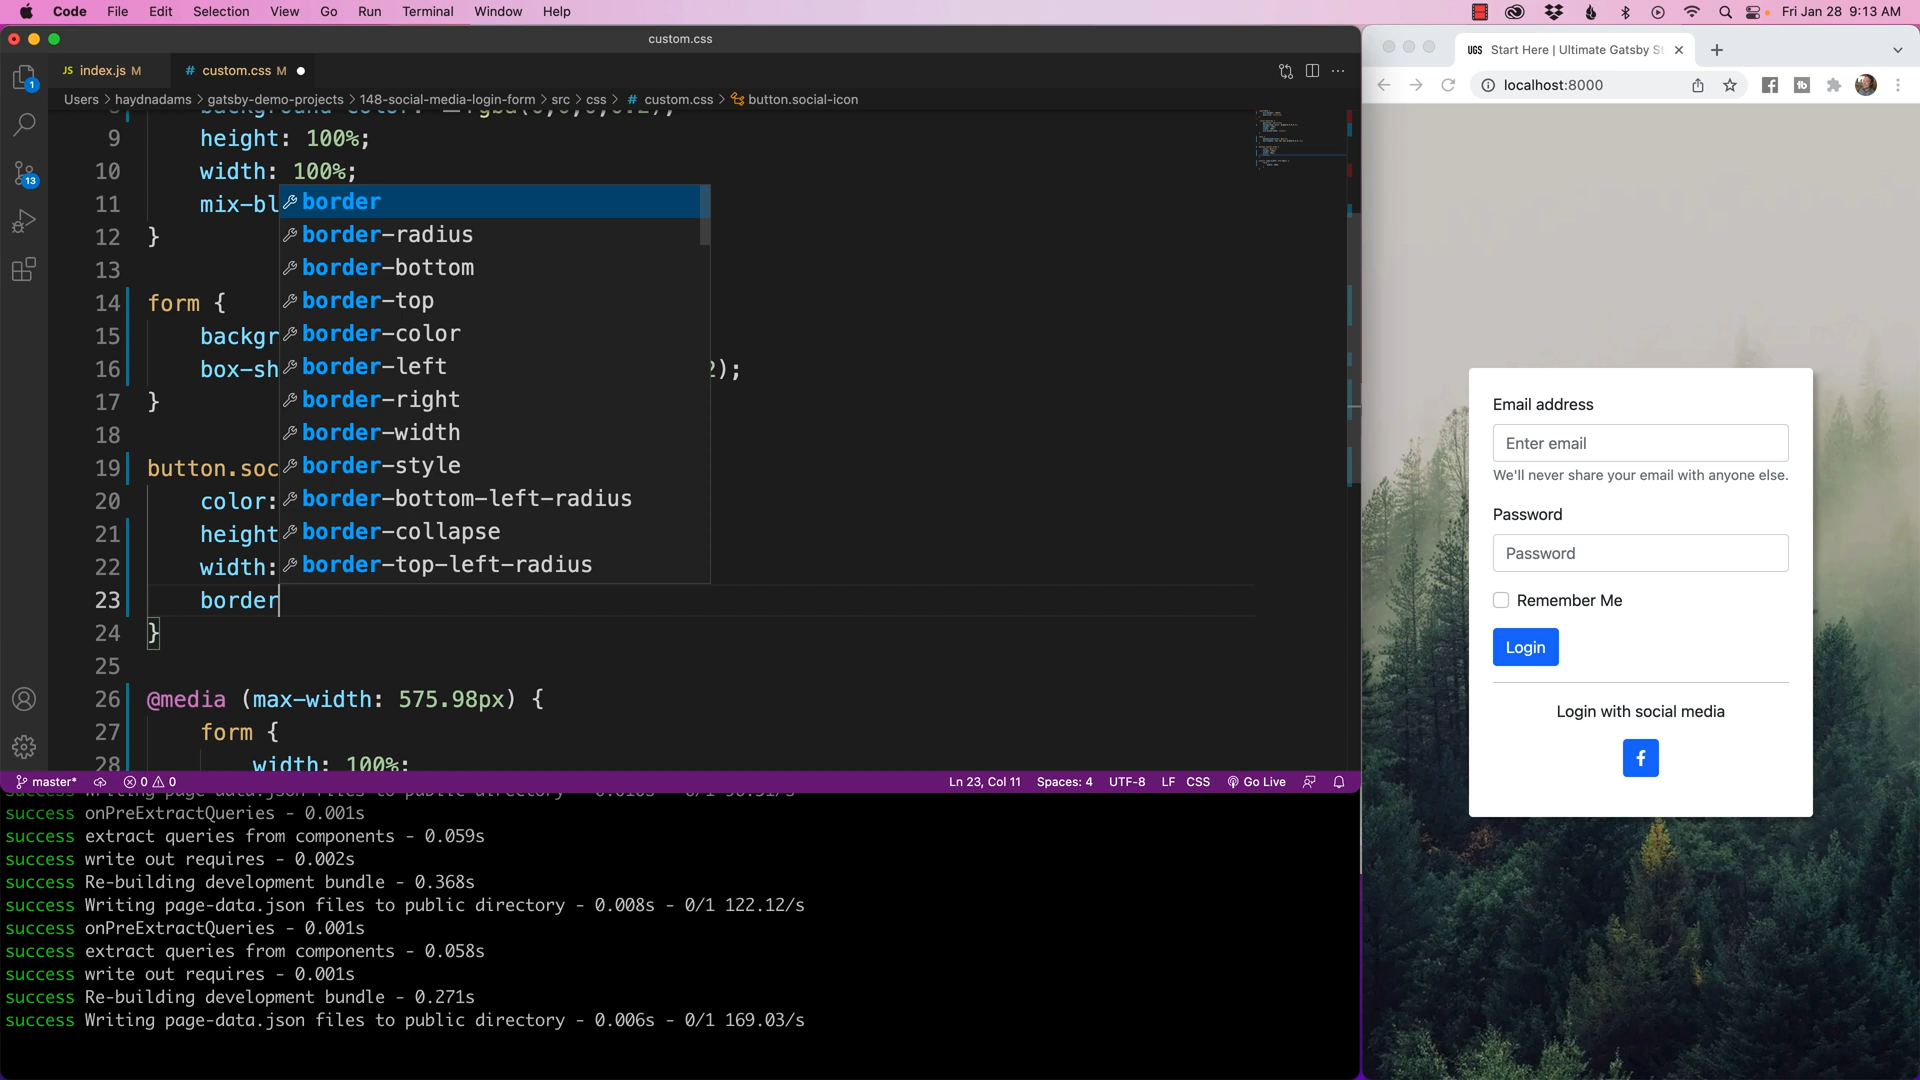 Code File Edit Selection View Go Run Terminal Window Help
Fri Jan 28 9:13 AM
custom.css
JS index.js M
# custom.css M
Users > haydnadams > gatsby-demo-projects > 148-social-media-login-form > src > css > # custom.css > button.social-icon
9 height: 100%;
10 width: 100%;
11 mix-bl
12 }
13
14 form {
15 backgr
16 box-sh 2);
17 }
18
19 button.soc
20 color:
21 height
22 width:
23 border
24 }
25
26 @media (max-width: 575.98px) {
27 form {
28 width: 100%;
border
border-radius
border-bottom
border-top
border-color
border-left
border-right
border-width
border-style
border-bottom-left-radius
border-collapse
border-top-left-radius
1
13
master* 0 0 Ln 23, Col 11 Spaces: 4 UTF-8 LF CSS Go Live
success onPreExtractQueries - 0.001s
success extract queries from components - 0.059s
success write out requires - 0.002s
success Re-building development bundle - 0.368s
success Writing page-data.json files to public directory - 0.008s - 0/1 122.12/s
success onPreExtractQueries - 0.001s
success extract queries from components - 0.058s
success write out requires - 0.001s
success Re-building development bundle - 0.271s
success Writing page-data.json files to public directory - 0.006s - 0/1 169.03/s
UGS Start Here | Ultimate Gatsby St
localhost:8000
Email address
Enter email
We'll never share your email with anyone else.
Password
Password
Remember Me
Login
Login with social media